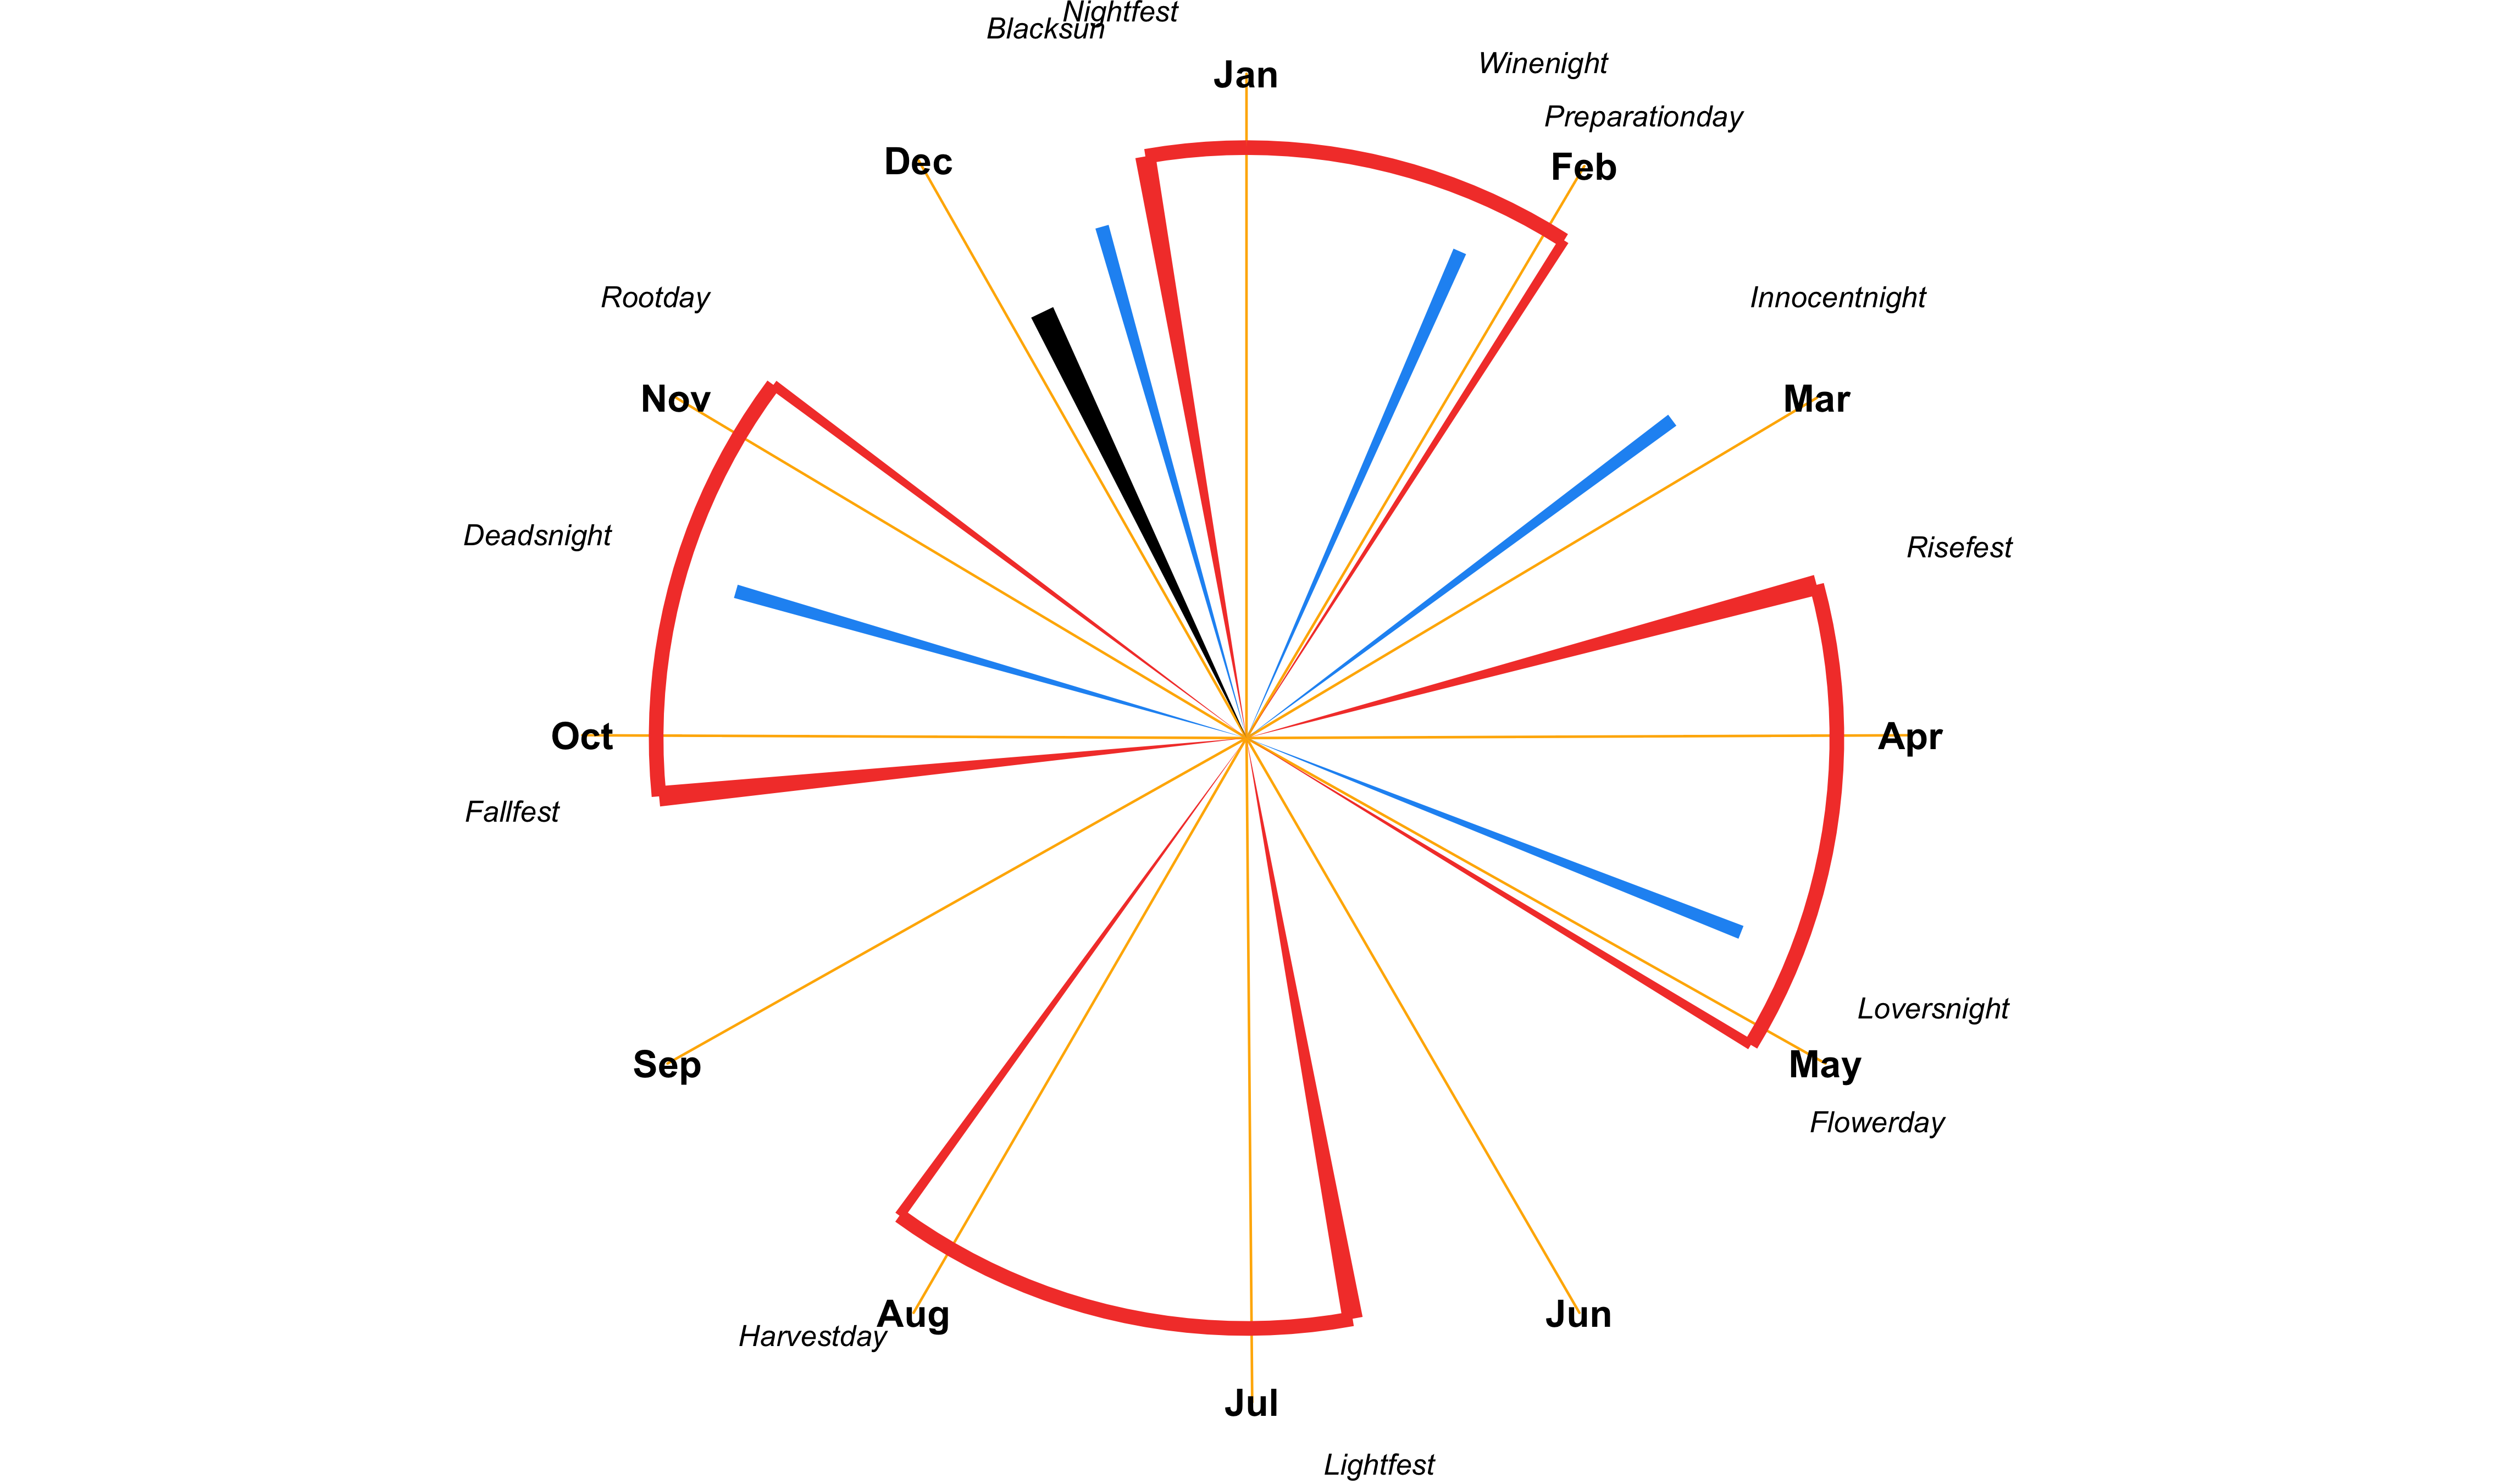 Nightfest
Blacksun
Winenight
Jan
Preparationday
Dec
Feb
Rootday
Innocentnight
Nov
Mar
Deadsnight
Risefest
Oct
Apr
Fallfest
Loversnight
Sep
May
Flowerday
Aug
Jun
Harvestday
Jul
Lightfest